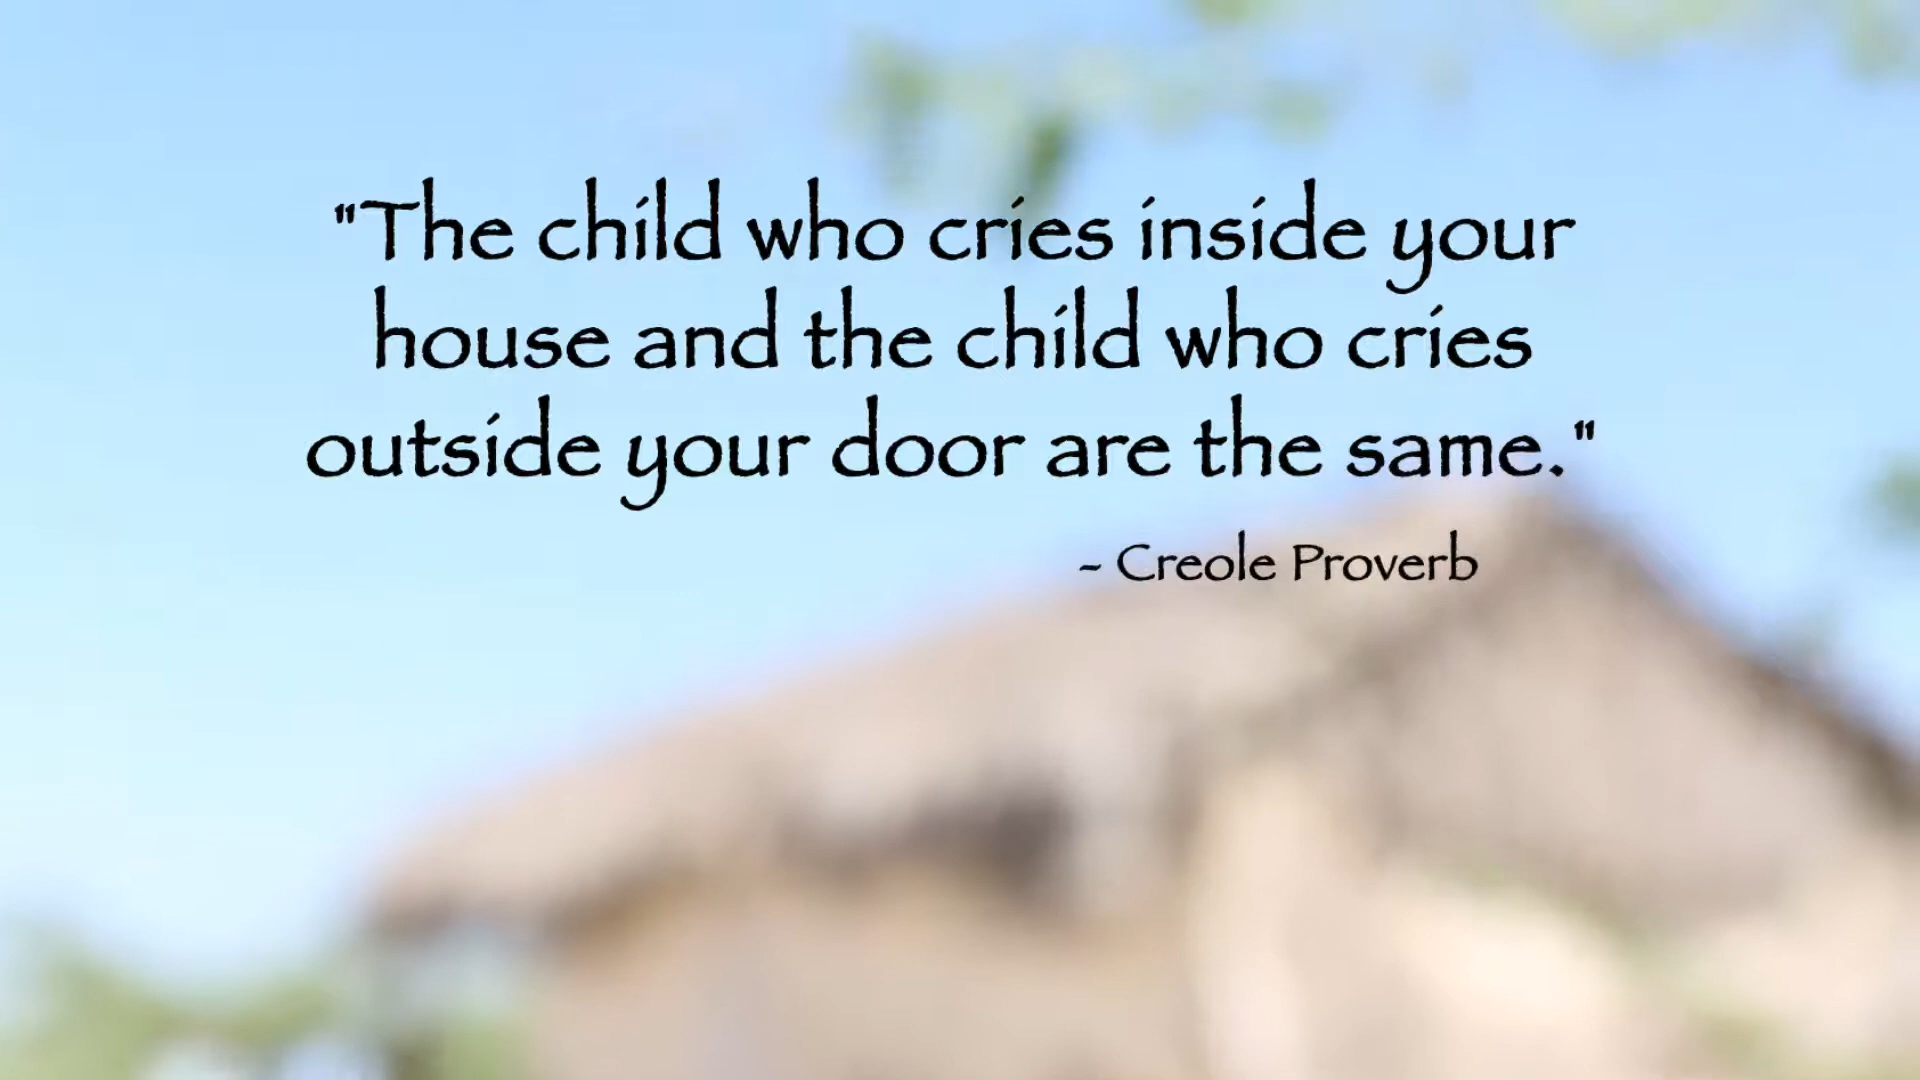 "The child who cries inside your
house and the child who cries
outside your door are the same."
- Creole Proverb